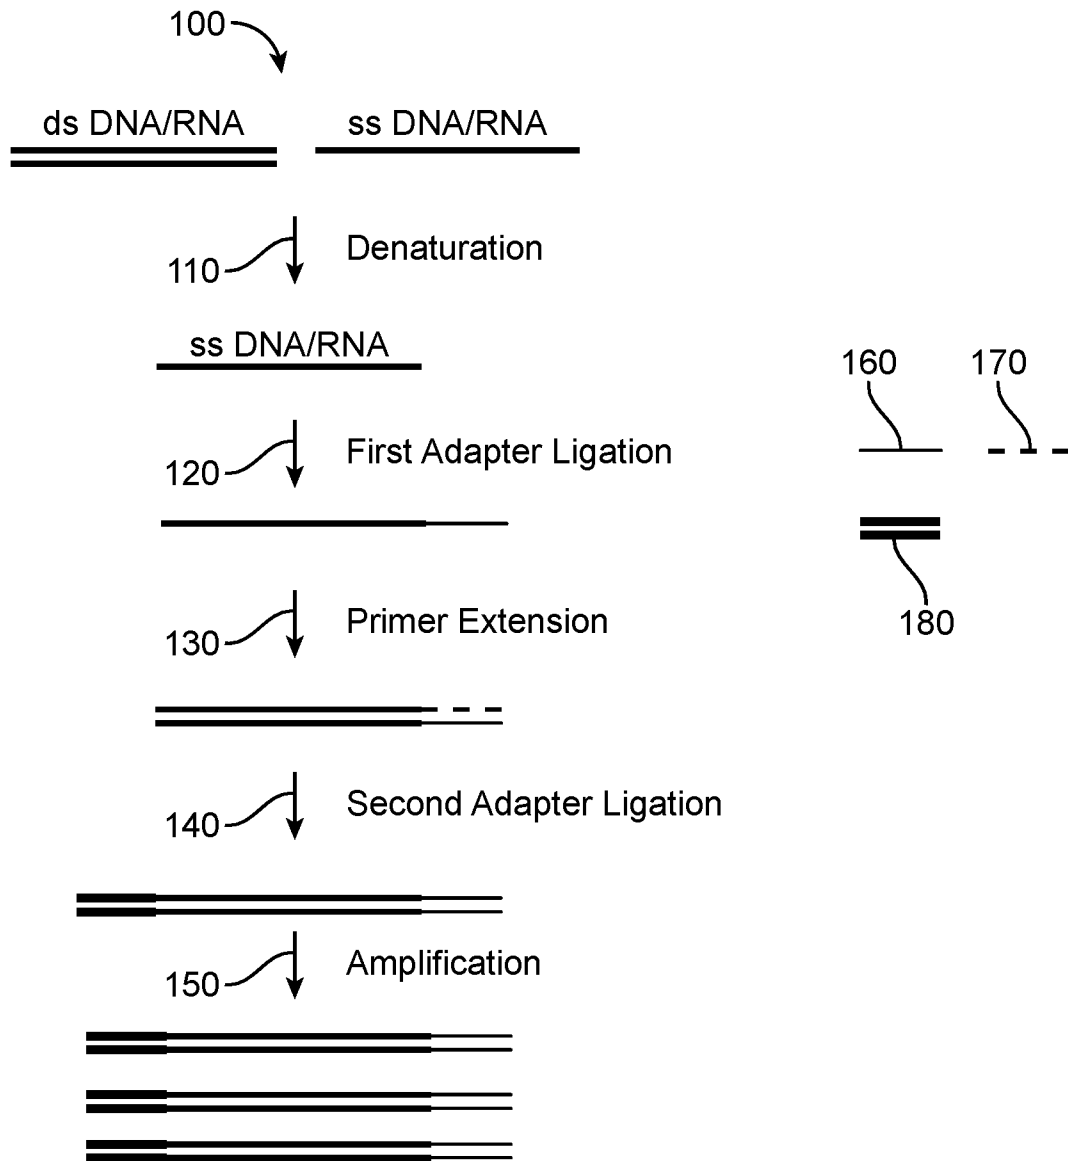 100
ds DNA/RNA
ss DNA/RNA
110
Denaturation
ss DNA/RNA
160
170
120
First Adapter Ligation
180
130
Primer Extension
140
Second Adapter Ligation
150
Amplification